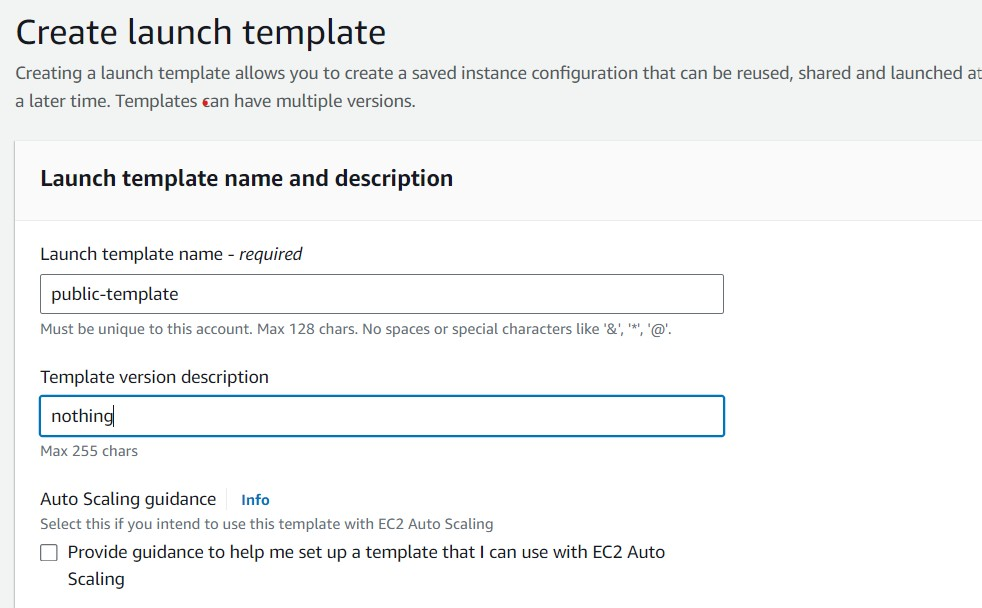 Create launch template
Creating a launch template allows you to create a saved instance configuration that can be reused, shared and launched at
a later time. Templates can have multiple versions.
Launch template name and description
Launch template name - required
public-template
Must be unique to this account. Max 128 chars. No spaces or special characters like '&', '*', '@'.
Template version description
nothing
Max 255 chars
Auto Scaling guidance Info
Select this if you intend to use this template with EC2 Auto Scaling
Provide guidance to help me set up a template that I can use with EC2 Auto
Scaling